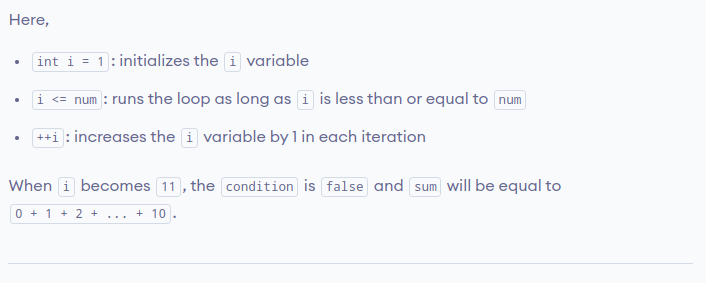 Here,
• int i = 1: initializes the i variable
• i <= num: runs the loop as long as i is less than or equal to num
• ++i: increases the i variable by 1 in each iteration
When i becomes 11, the condition is false and sum will be equal to
0 + 1 + 2 + ... + 10.